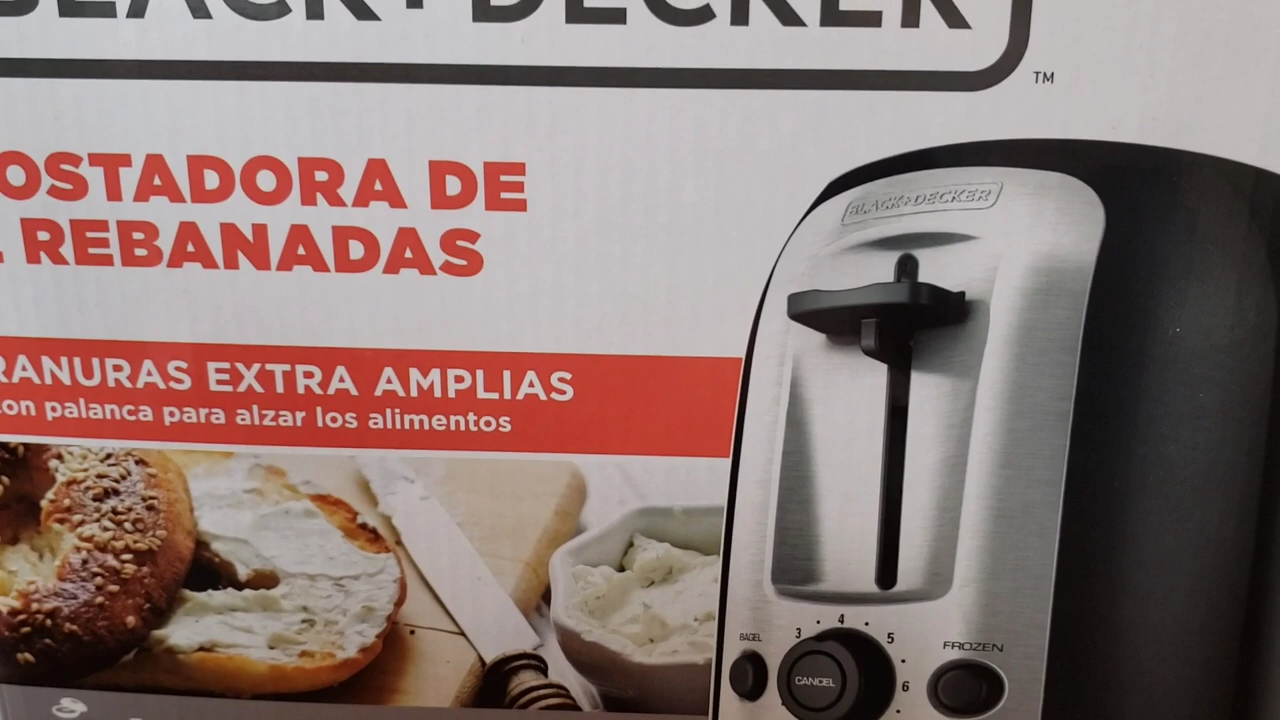 BLACK+DECKER
TM
OSTADORA DE
REBANADAS
RANURAS EXTRA AMPLIAS
con palanca para alzar los alimentos
BLACK+DECKER
BAGEL
3 4 5 6
FROZEN
CANCEL